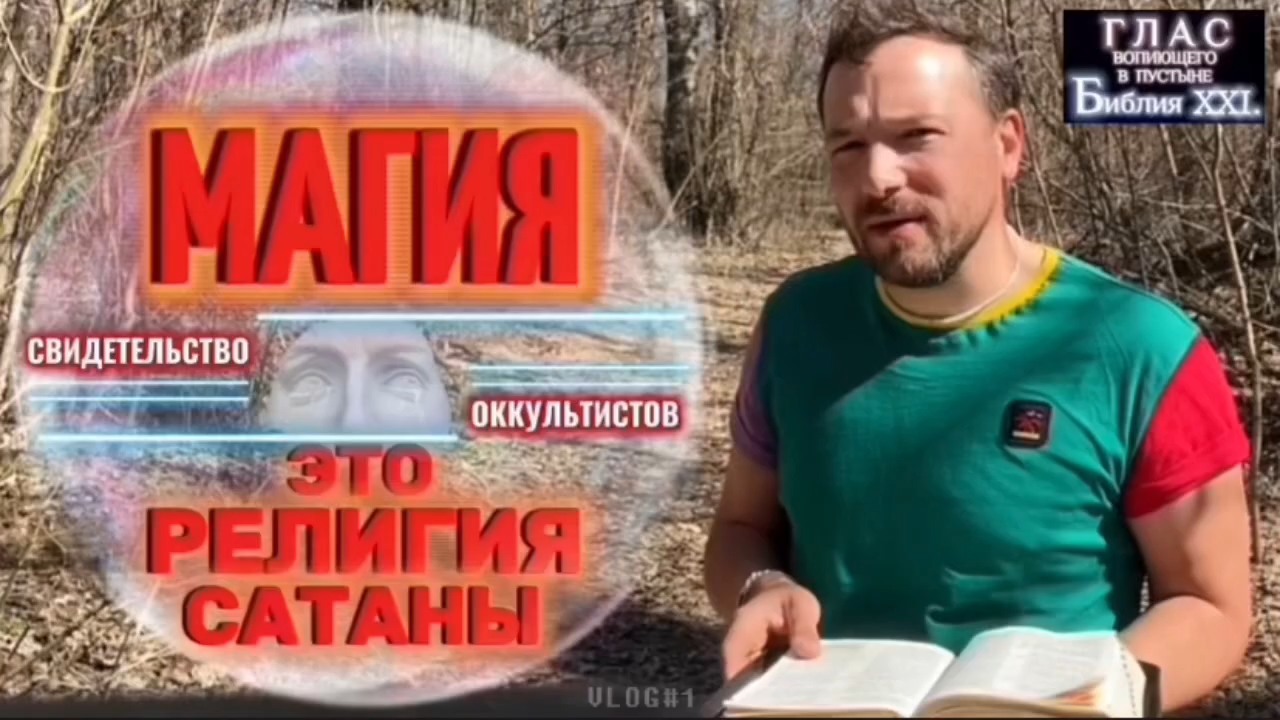 МАГИЯ
СВИДЕТЕЛЬСТВО
ОККУЛЬТИСТОВ
ЭТО
РЕЛИГИЯ
САТАНЫ
ГЛАС
ВОПИЮЩЕГО
В ПУСТЫНЕ
Библия XXI.
VLOG#1